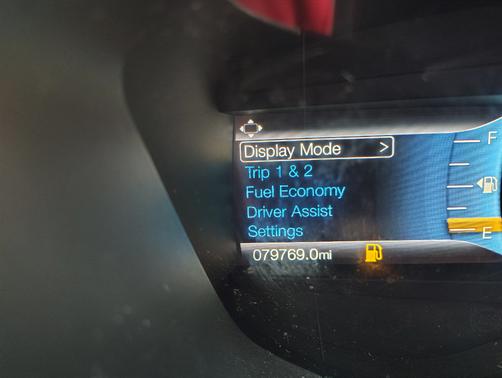 Display Mode >
Trip 1 & 2
Fuel Economy
Driver Assist
Settings
079769.0mi
F
E